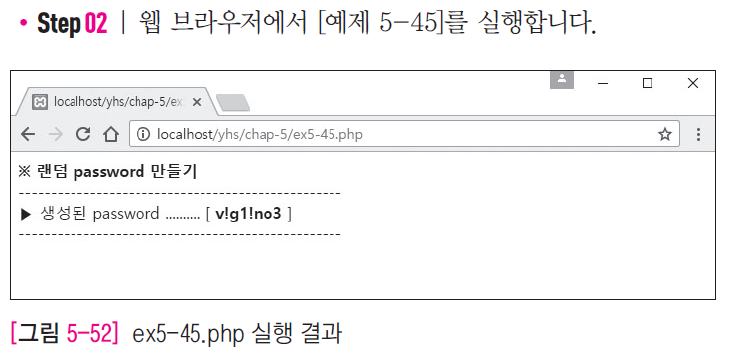 • Step 02 | 웹 브라우저에서 [예제 5-45]를 실행합니다.
localhost/yhs/chap-5/ex
localhost/yhs/chap-5/ex5-45.php
※ 랜덤 password 만들기
----------------------------------------------
▶ 생성된 password .......... [ v!g1!no3 ]
----------------------------------------------
[그림 5-52] ex5-45.php 실행 결과